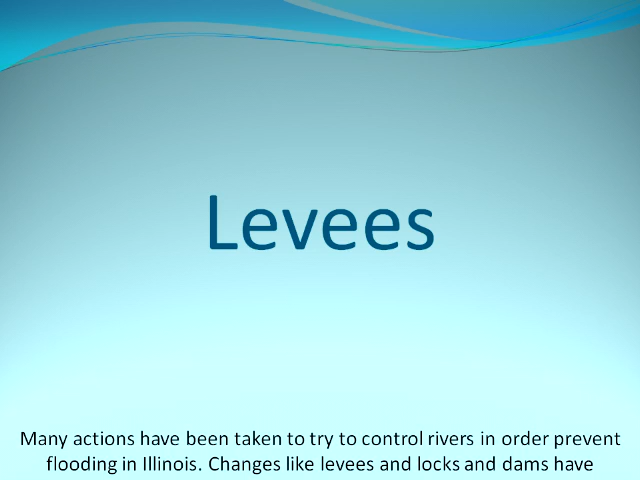 Levees
Many actions have been taken to try to control rivers in order prevent
flooding in Illinois. Changes like levees and locks and dams have